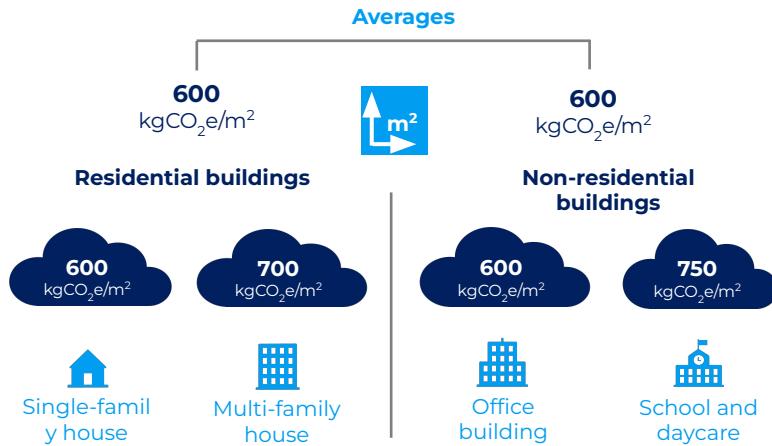 Averages
600
kgCO₂e/m²
m²
600
kgCO₂e/m²
Residential buildings
Non-residential
buildings
600
kgCO₂e/m²
700
kgCO₂e/m²
600
kgCO₂e/m²
750
kgCO₂e/m²
Single-famil
y house
Multi-family
house
Office
building
School and
daycare